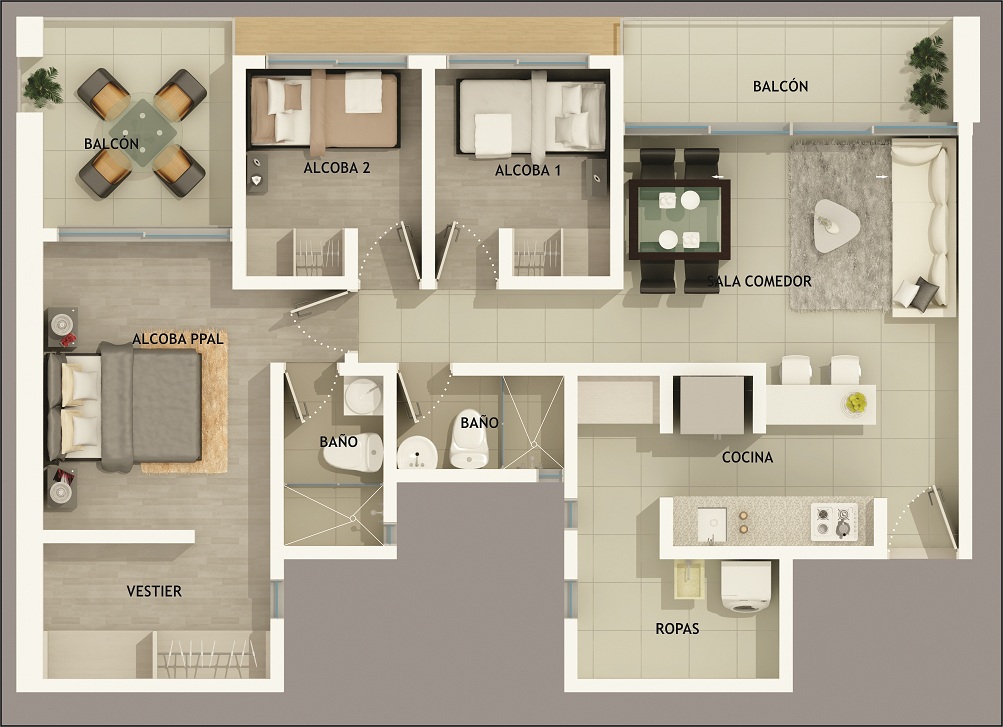 BALCÓN
BALCÓN
ALCOBA 2
ALCOBA 1
SALA COMEDOR
ALCOBA PPAL
BAÑO
BAÑO
COCINA
VESTIER
ROPAS